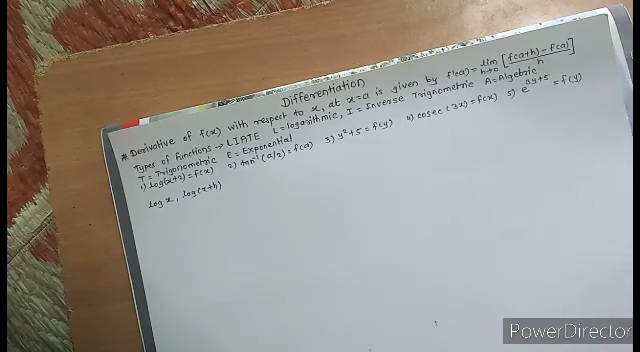 Differentiation
* Derivative of f(x) with respect to x, at x=a is given by f'(a)= lim h→0 [f(a+h)-f(a)]/h
Types of Functions → LIATE L=logarithmic, I = Inverse Trignometric A=Algebric
T= Trigonometric E= Exponential
1) log(x+2)=f(x) 2) tan⁻¹(a/2)=f(a) 3) y²+5=f(y) 4) cosec(3x)=f(x) 5) e^(3y+5) = f(y)
log x, log(x+h)
PowerDirector